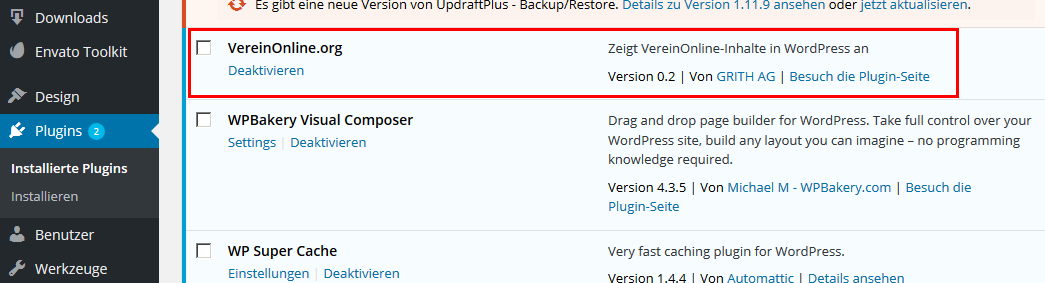 Downloads
Envato Toolkit
Design
Plugins 2
Installierte Plugins
Installieren
Benutzer
Werkzeuge
Es gibt eine neue Version von UpdraftPlus - Backup/Restore. Details zu Version 1.11.9 ansehen oder jetzt aktualisieren.
VereinOnline.org
Deaktivieren
Zeigt VereinOnline-Inhalte in WordPress an
Version 0.2 | Von GRITH AG | Besuch die Plugin-Seite
WPBakery Visual Composer
Settings | Deaktivieren
Drag and drop page builder for WordPress. Take full control over your
WordPress site, build any layout you can imagine – no programming
knowledge required.
Version 4.3.5 | Von Michael M - WPBakery.com | Besuch die
Plugin-Seite
WP Super Cache
Einstellungen | Deaktivieren
Very fast caching plugin for WordPress.
Version 1.4.4 | Von Automattic | Details ansehen